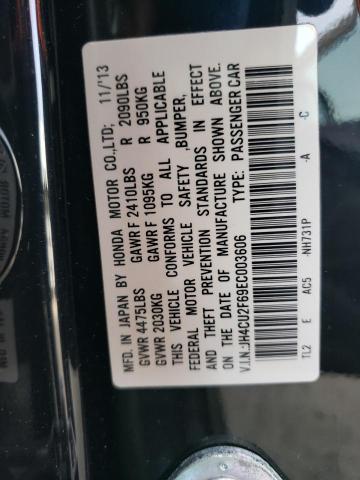 MFD. IN JAPAN BY HONDA MOTOR CO.,LTD; 11/'13
GVWR 4475LBS GAWR F 2410LBS R 2090LBS
GVWR 2030KG GAWR F 1095KG R 950KG
THIS VEHICLE CONFORMS TO ALL APPLICABLE
FEDERAL MOTOR VEHICLE SAFETY ,BUMPER,
AND THEFT PREVENTION STANDARDS IN EFFECT
ON THE DATE OF MANUFACTURE SHOWN ABOVE.
V.I.N.:JH4CU2F69EC003606 TYPE: PASSENGER CAR
TL2 E AC5 NH731P -A -C